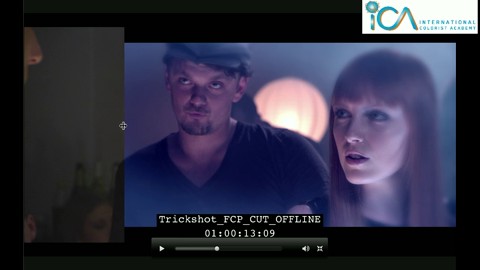 iCA INTERNATIONAL
COLORIST ACADEMY
Trickshot_FCP_CUT_OFFLINE
01:00:13:09